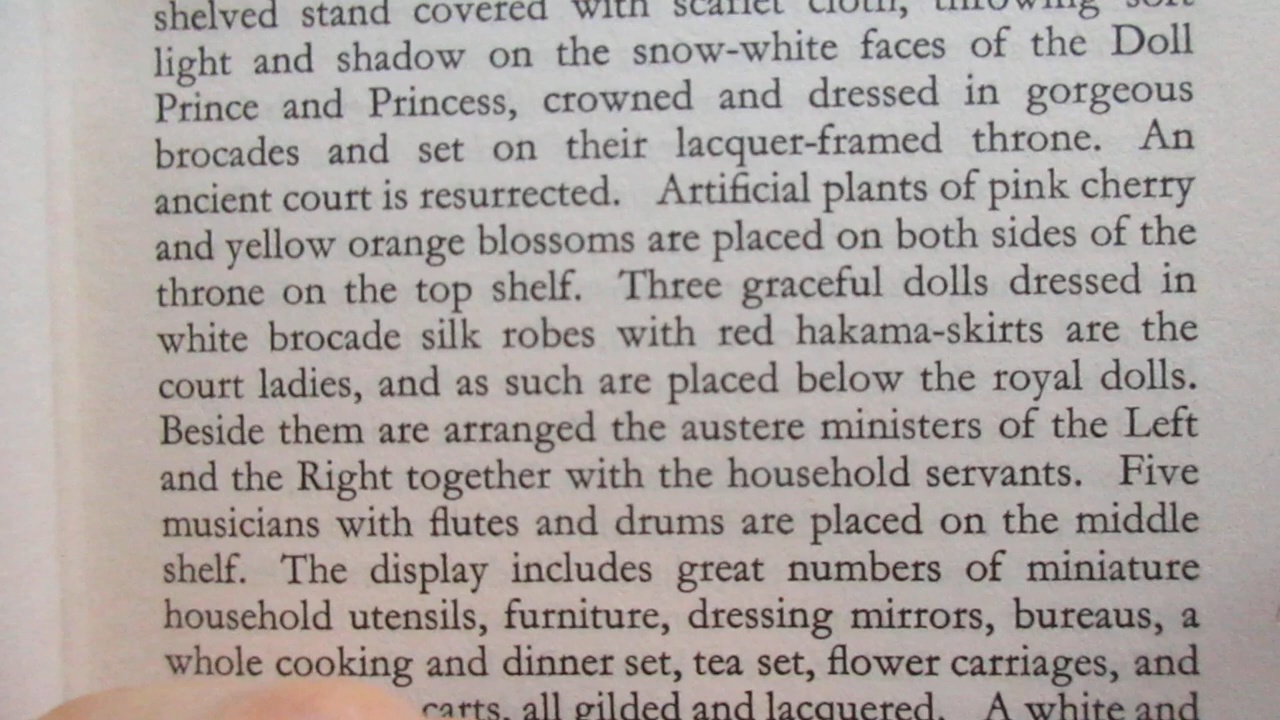 shelved stand covered with scarlet cloth, throwing soft
light and shadow on the snow-white faces of the Doll
Prince and Princess, crowned and dressed in gorgeous
brocades and set on their lacquer-framed throne. An
ancient court is resurrected. Artificial plants of pink cherry
and yellow orange blossoms are placed on both sides of the
throne on the top shelf. Three graceful dolls dressed in
white brocade silk robes with red hakama-skirts are the
court ladies, and as such are placed below the royal dolls.
Beside them are arranged the austere ministers of the Left
and the Right together with the household servants. Five
musicians with flutes and drums are placed on the middle
shelf. The display includes great numbers of miniature
household utensils, furniture, dressing mirrors, bureaus, a
whole cooking and dinner set, tea set, flower carriages, and
carts, all gilded and lacquered. A white and